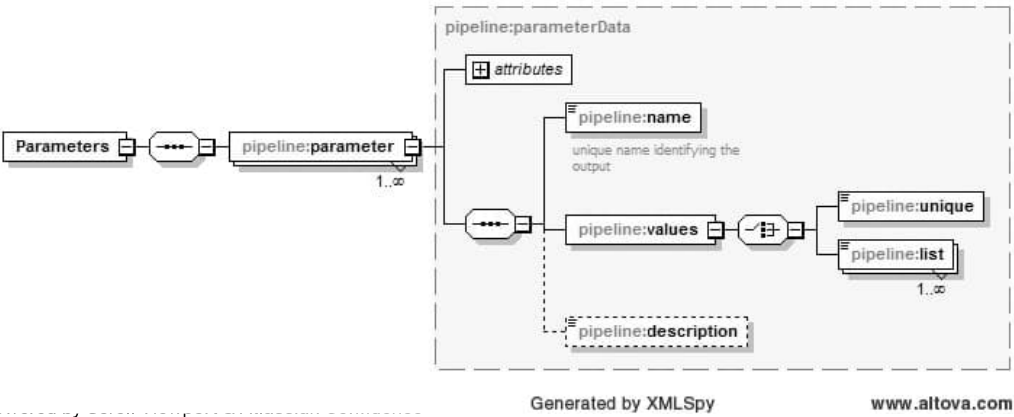 pipeline:parameterData
attributes
pipeline:name
unique name identifying the
output
Parameters
pipeline:parameter
1..∞
pipeline:values
pipeline:unique
pipeline:list
1..∞
pipeline:description
Generated by XMLSpy
www.altova.com